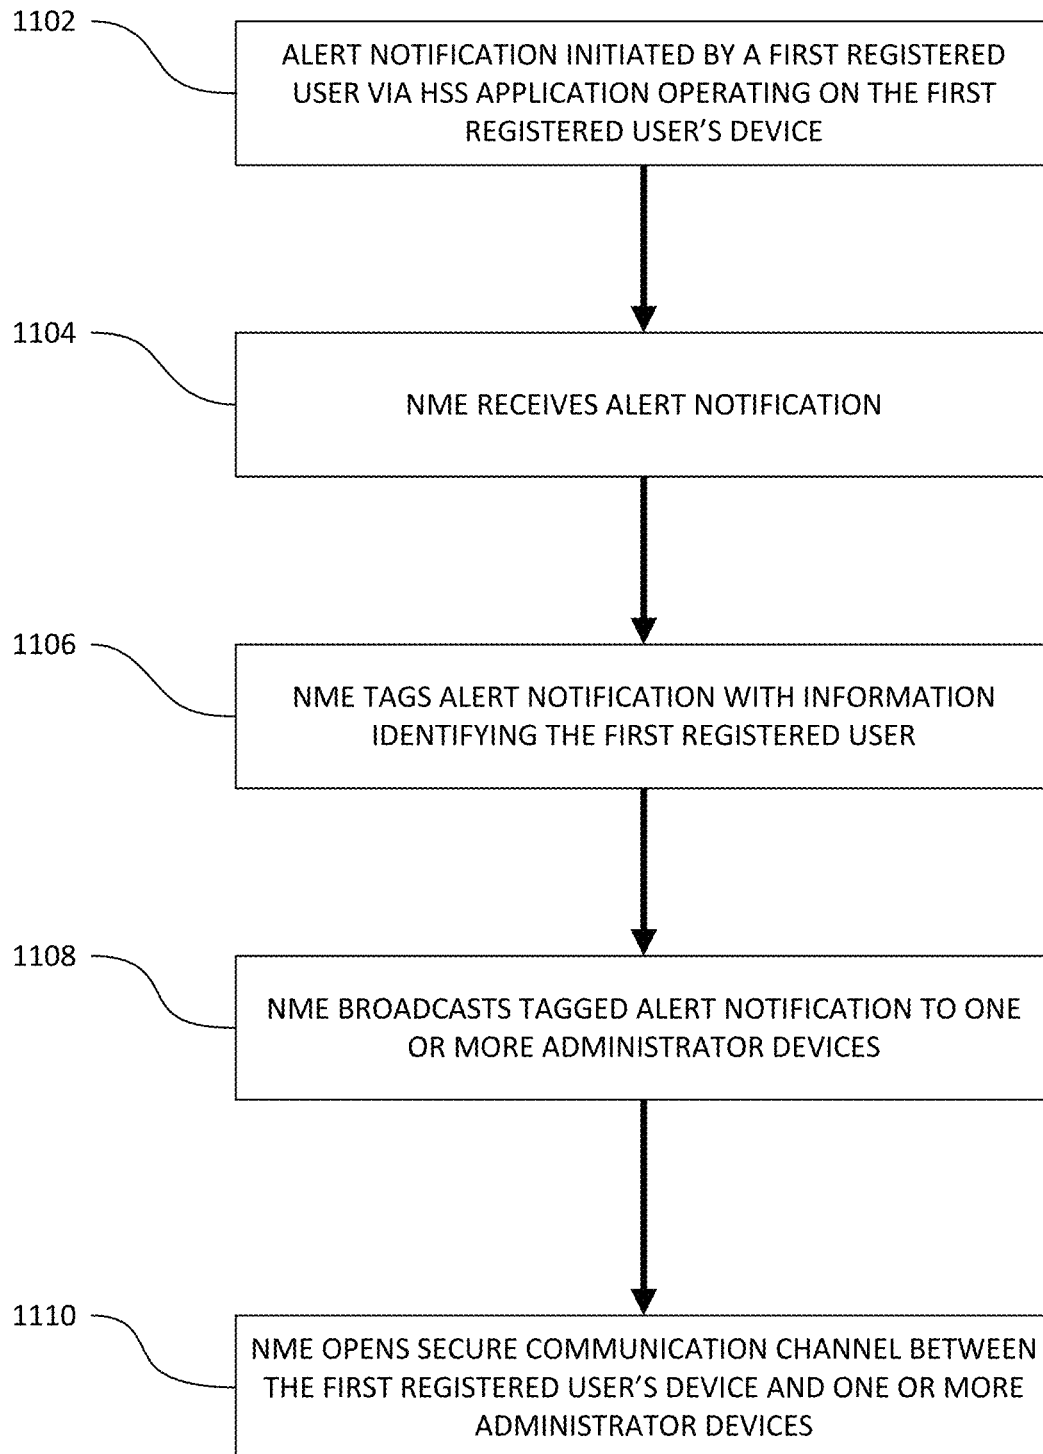 1102
ALERT NOTIFICATION INITIATED BY A FIRST REGISTERED
USER VIA HSS APPLICATION OPERATING ON THE FIRST
REGISTERED USER'S DEVICE
1104
NME RECEIVES ALERT NOTIFICATION
1106
NME TAGS ALERT NOTIFICATION WITH INFORMATION
IDENTIFYING THE FIRST REGISTERED USER
1108
NME BROADCASTS TAGGED ALERT NOTIFICATION TO ONE
OR MORE ADMINISTRATOR DEVICES
1110
NME OPENS SECURE COMMUNICATION CHANNEL BETWEEN
THE FIRST REGISTERED USER'S DEVICE AND ONE OR MORE
ADMINISTRATOR DEVICES